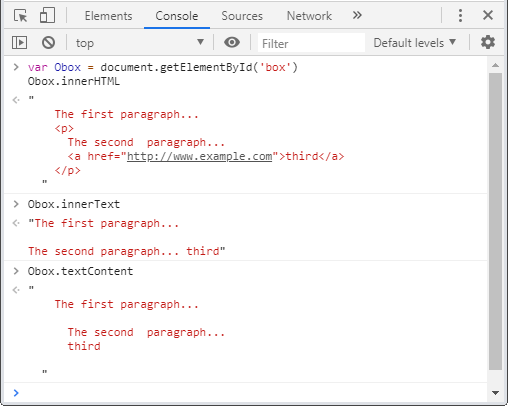 Elements Console Sources Network »
top ▼ Filter Default levels ▼
> var Obox = document.getElementById('box')
Obox.innerHTML
"
The first paragraph...
<p>
The second  paragraph...
<a href="http://www.example.com">third</a>
</p>
"
> Obox.innerText
"The first paragraph...
The second paragraph... third"
> Obox.textContent
"
The first paragraph...
The second  paragraph...
third
"
>